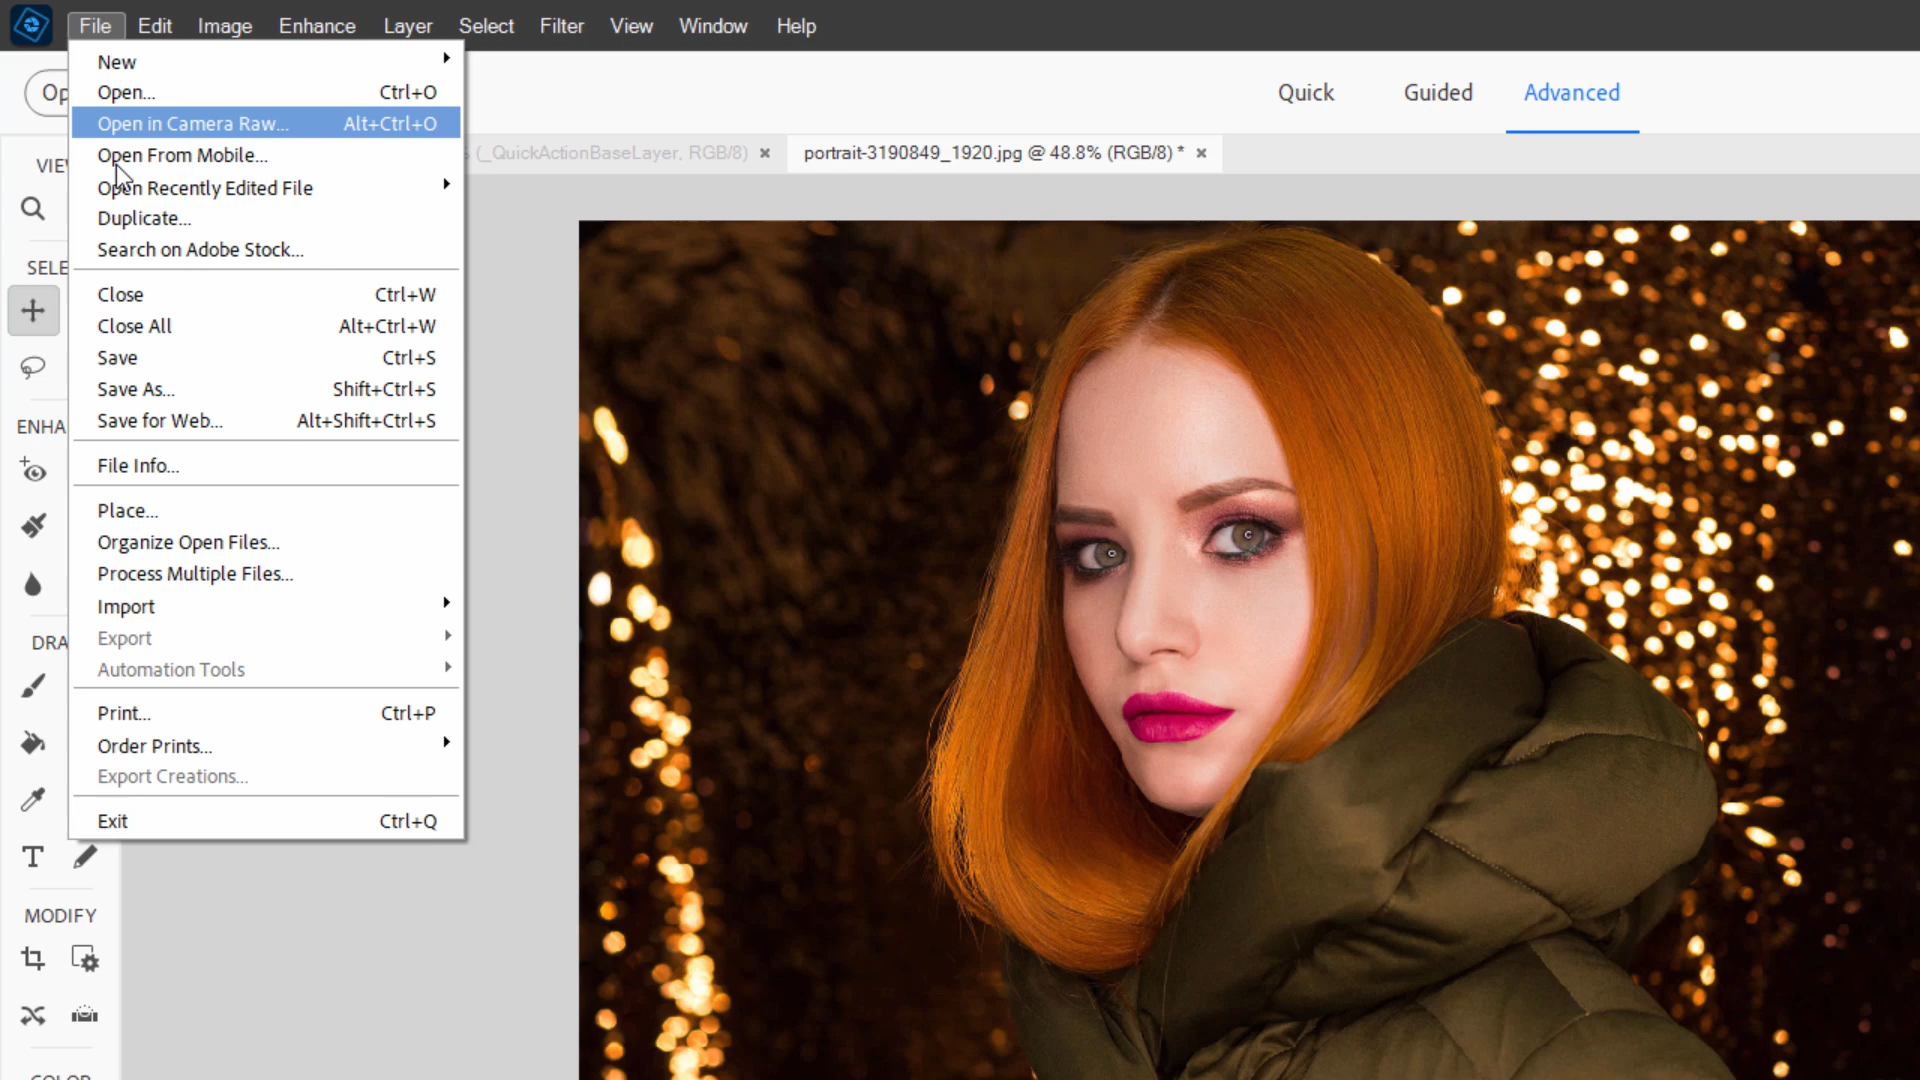 File Edit Image Enhance Layer Select Filter View Window Help
Op
Quick Guided Advanced
(_QuickActionBaseLayer, RGB/8) × portrait-3190849_1920.jpg @ 48.8% (RGB/8) * ×
New
Open... Ctrl+O
Open in Camera Raw... Alt+Ctrl+O
Open From Mobile...
Open Recently Edited File
Duplicate...
Search on Adobe Stock...
Close Ctrl+W
Close All Alt+Ctrl+W
Save Ctrl+S
Save As... Shift+Ctrl+S
Save for Web... Alt+Shift+Ctrl+S
File Info...
Place...
Organize Open Files...
Process Multiple Files...
Import
Export
Automation Tools
Print... Ctrl+P
Order Prints...
Export Creations...
Exit Ctrl+Q
VIE
SELE
ENHA
DRA
T
MODIFY
COLOR